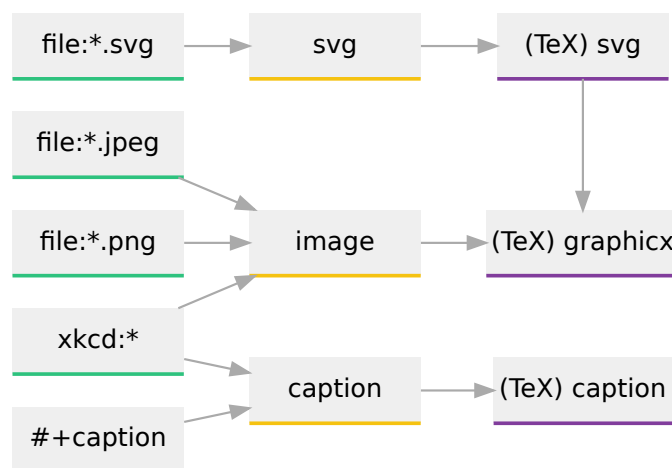 file:*.svg
svg
(TeX) svg
file:*.jpeg
file:*.png
image
(TeX) graphicx
xkcd:*
caption
(TeX) caption
#+caption